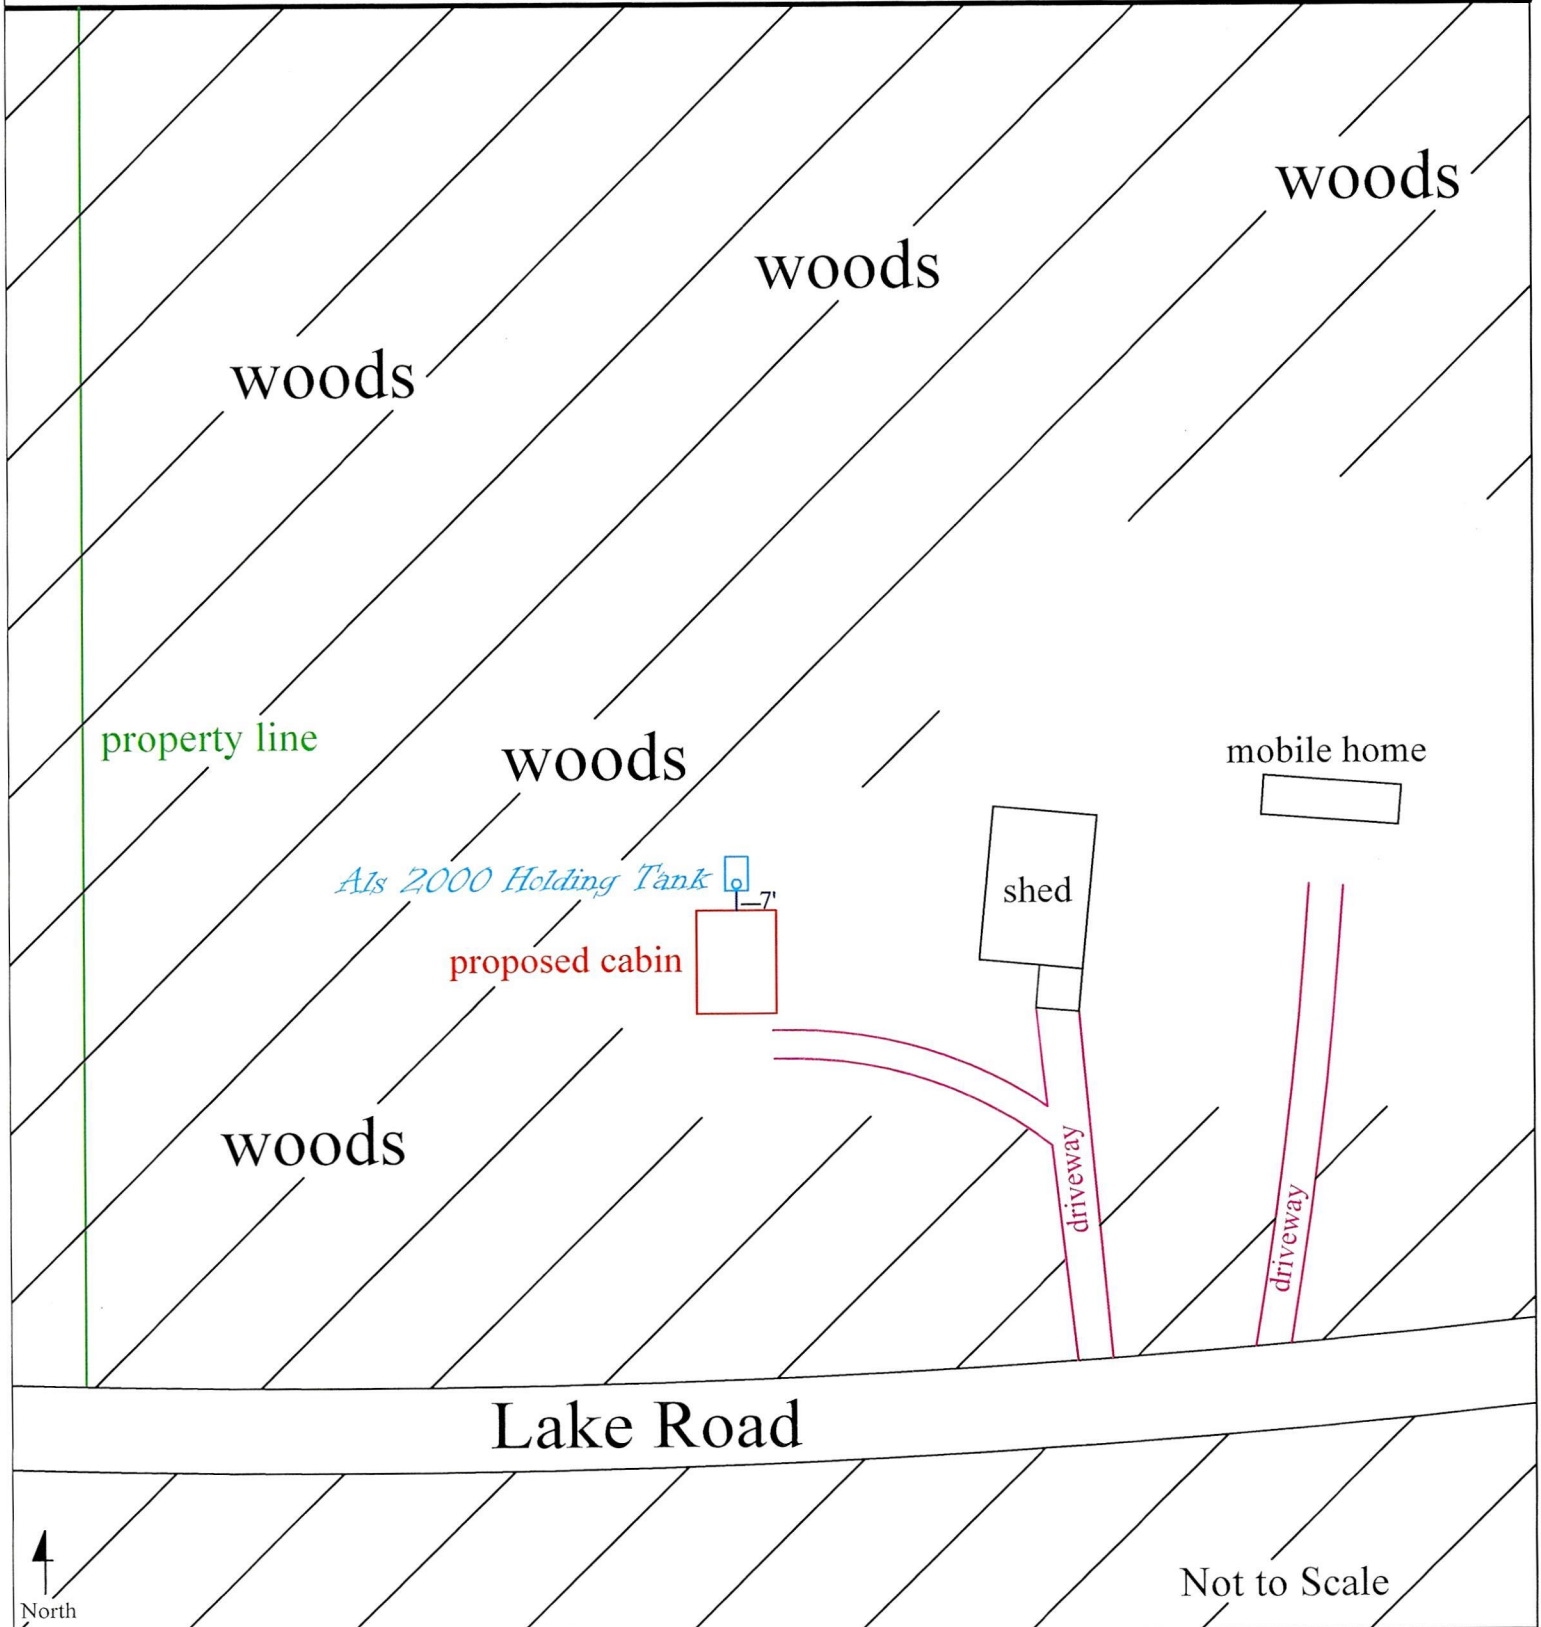 woods
woods
woods
property line
woods
mobile home
Als 2000 Holding Tank
7'
shed
proposed cabin
woods
driveway
driveway
Lake Road
North
Not to Scale